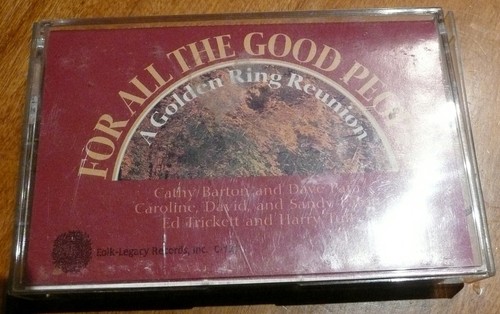 FOR ALL THE GOOD
A Golden Ring Reunion
Cathy Barton and Dave
Caroline, David, and Sandy
Ed Trickett and Harry
Folk-Legacy Records, Inc.